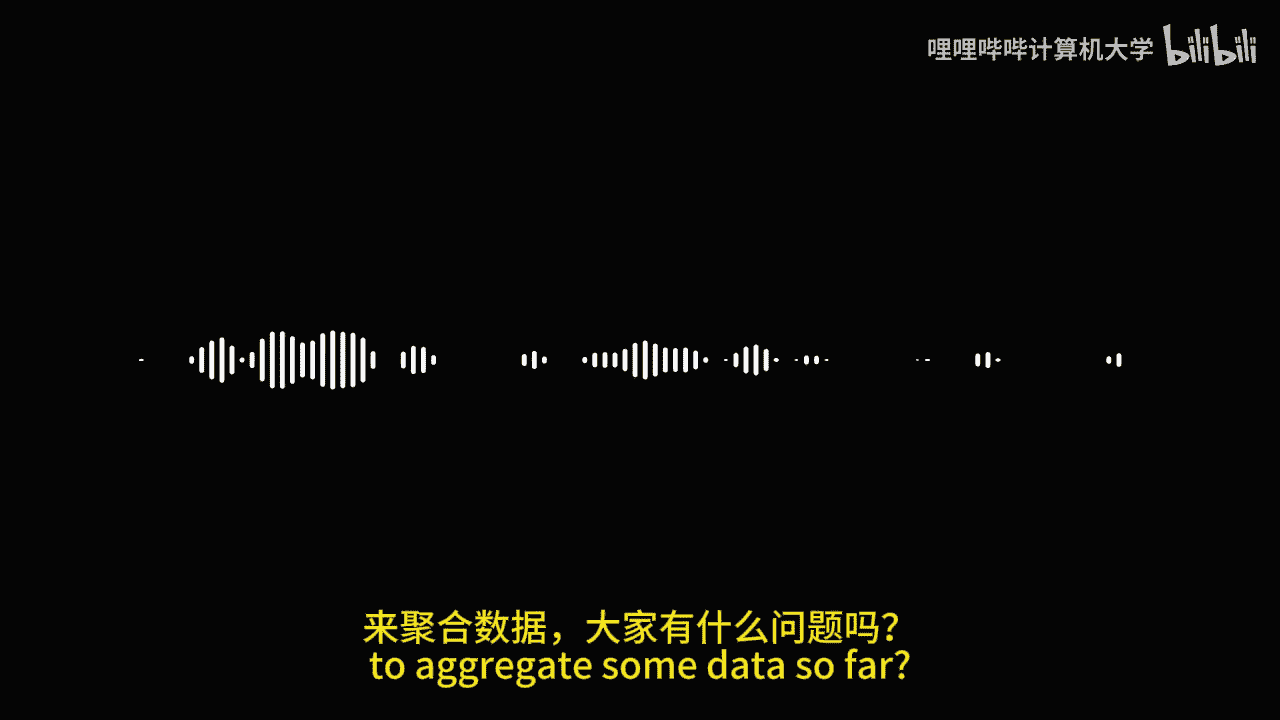 哩哩哔哔计算机大学 bilibili
来聚合数据，大家有什么问题吗？
to aggregate some data so far?